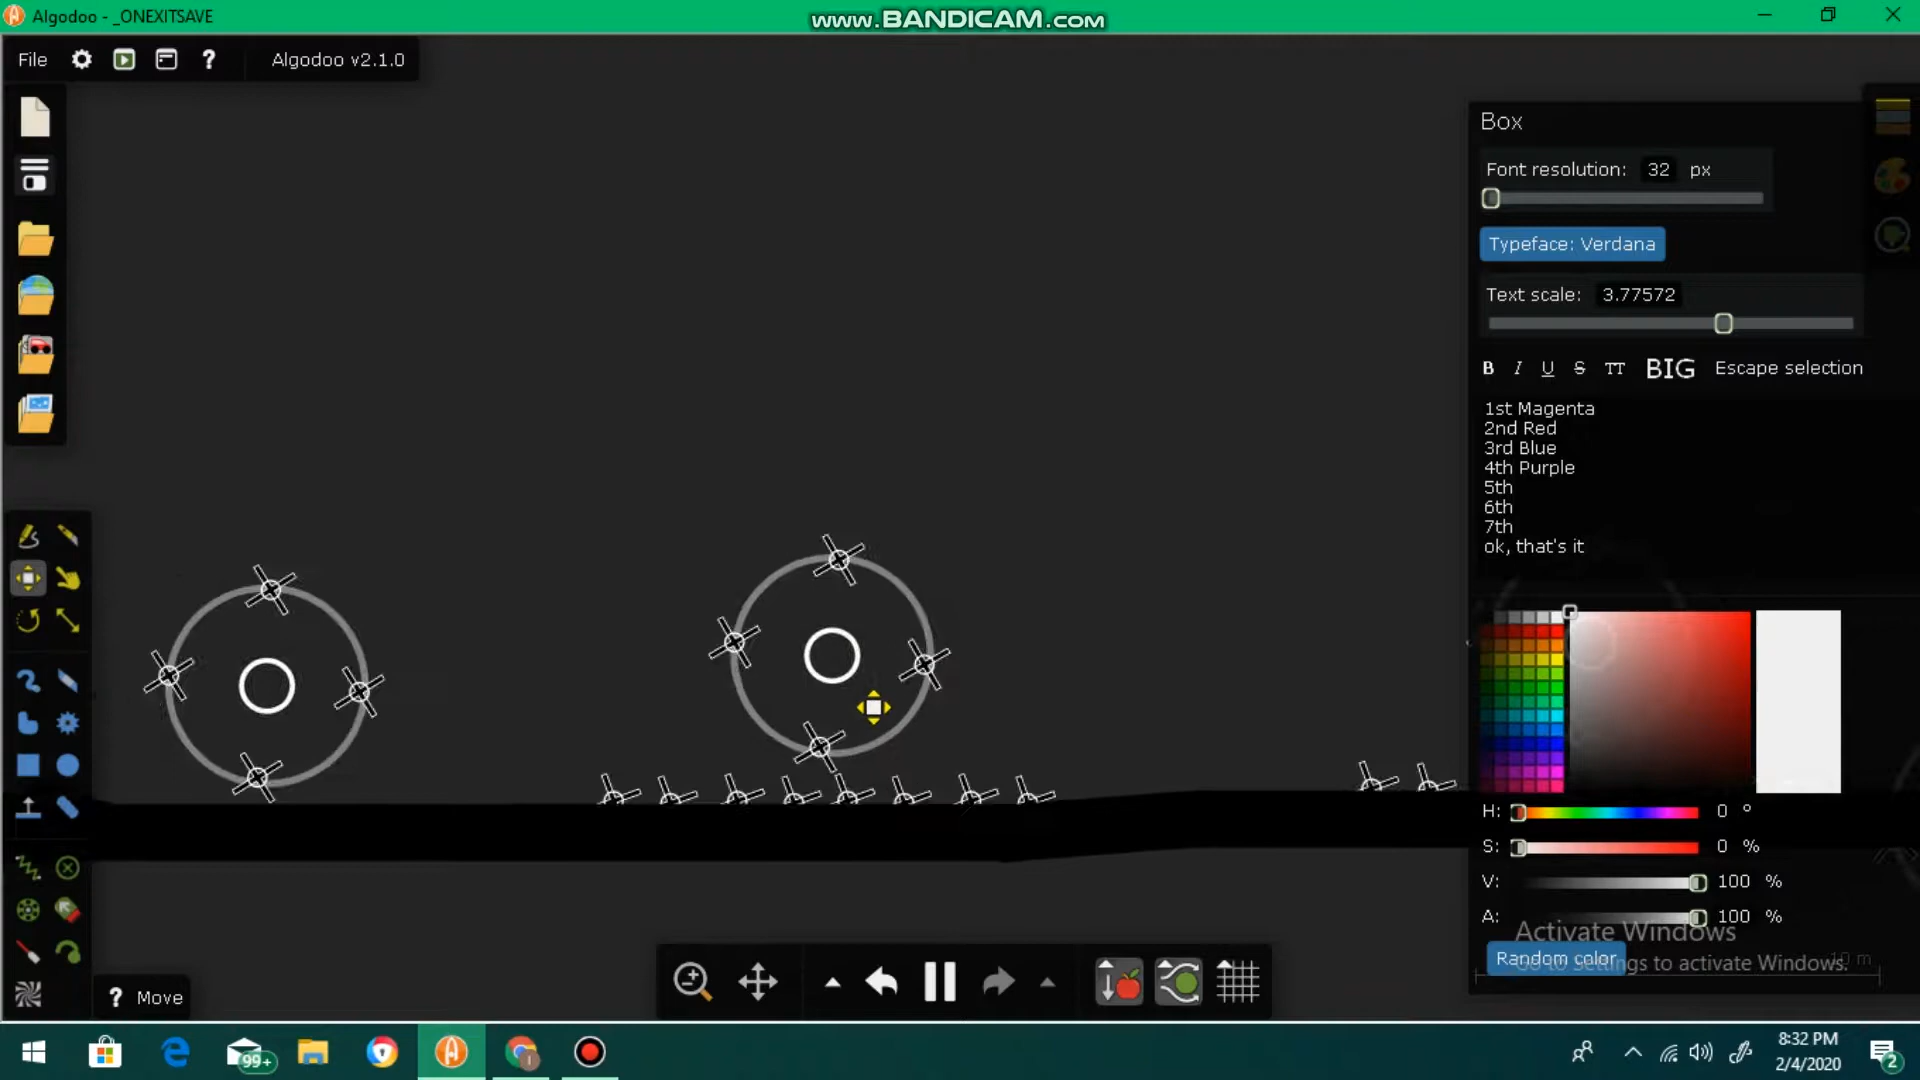 Algodoo - _ONEXITSAVE
www.BANDICAM.com
File
?
Algodoo v2.1.0
Box
Font resolution: 32 px
Typeface: Verdana
Text scale: 3.77572
B I U S TT BIG Escape selection
1st Magenta
2nd Red
3rd Blue
4th Purple
5th
6th
7th
ok, that's it
H: 0 °
S: 0 %
V: 100 %
A: 100 %
Activate Windows
Random color
Go to Settings to activate Windows.
10 m
? Move
99+
8:32 PM
2/4/2020
2